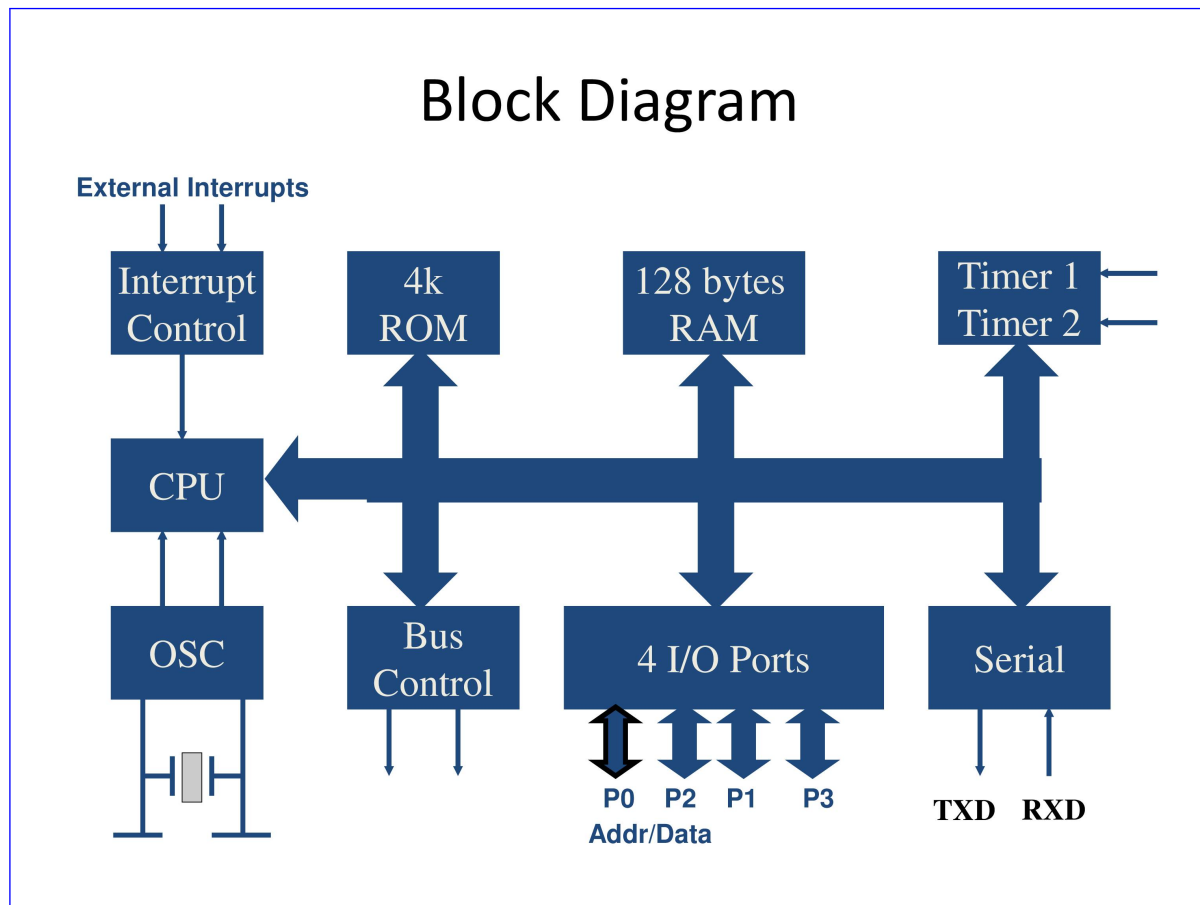 Block Diagram
External Interrupts
Interrupt
Control
4k
ROM
128 bytes
RAM
Timer 1
Timer 2
CPU
OSC
Bus
Control
4 I/O Ports
Serial
P0 P2 P1 P3
Addr/Data
TXD RXD